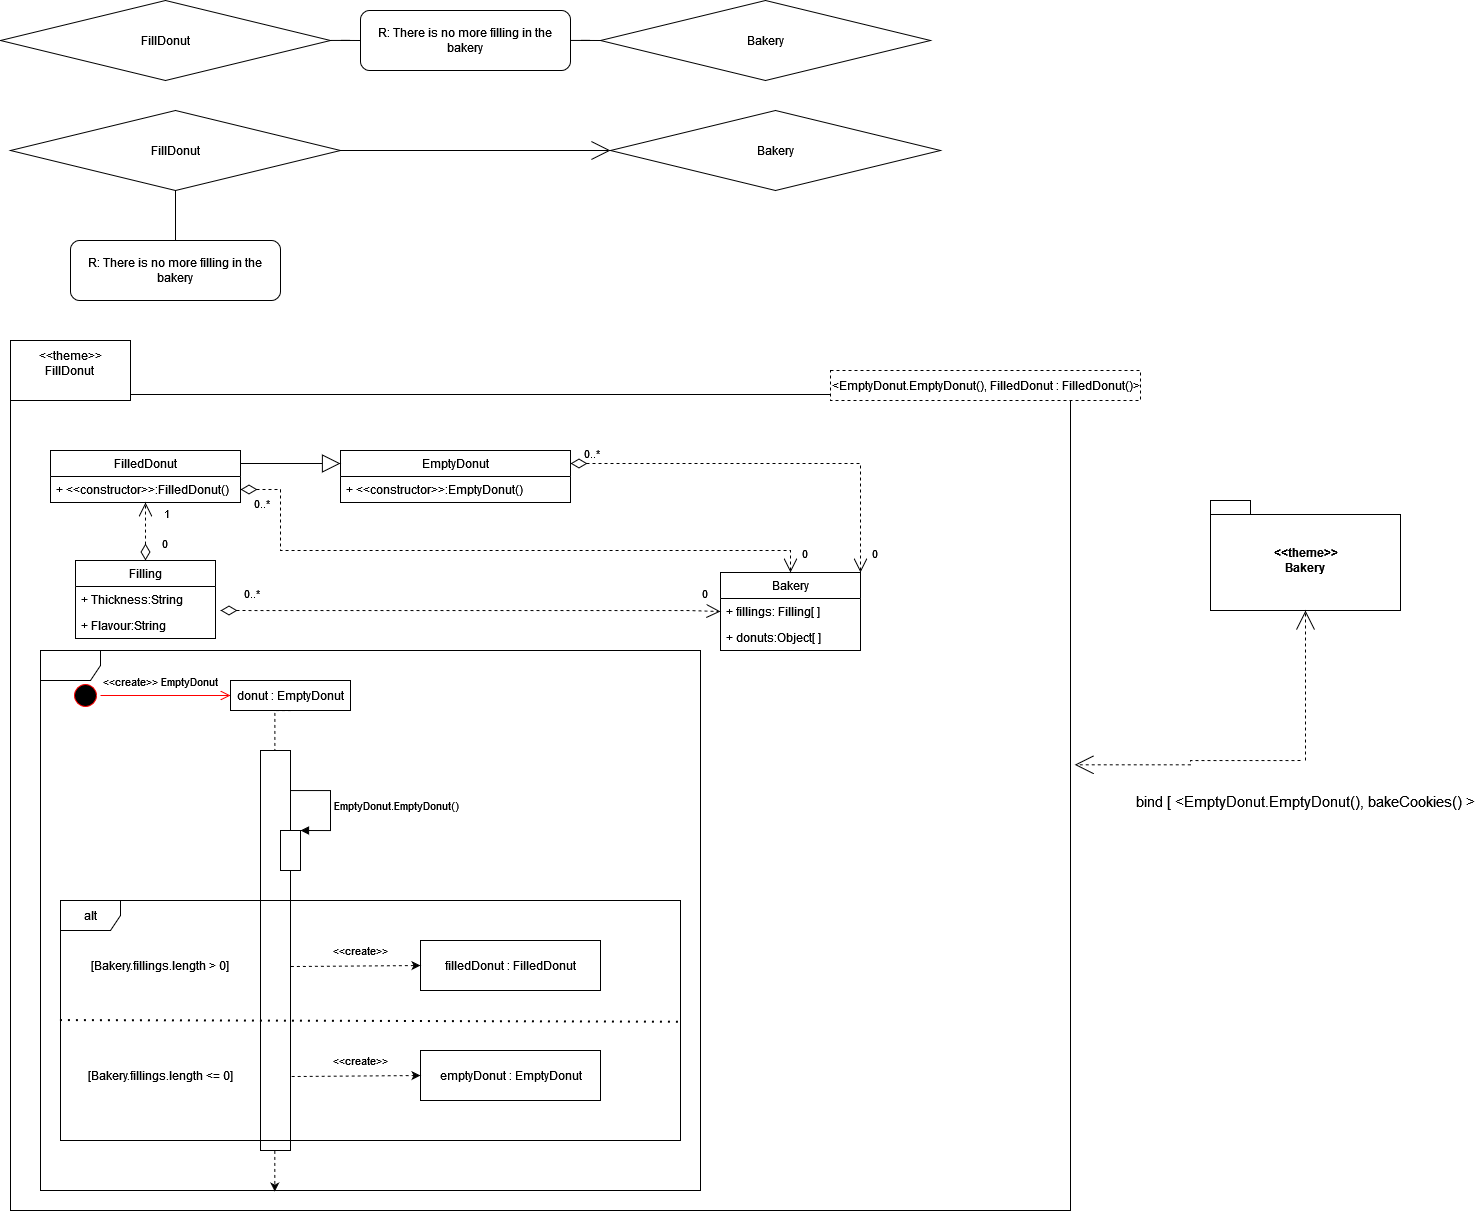 FillDonut
R: There is no more filling in the
bakery
Bakery
FillDonut
Bakery
R: There is no more filling in the
bakery
<<theme>>
FillDonut
<EmptyDonut.EmptyDonut(), FilledDonut : FilledDonut()>
FilledDonut
+ <<constructor>>:FilledDonut()
EmptyDonut
+ <<constructor>>:EmptyDonut()
0..*
0..*
1
0
0
0
Filling
+ Thickness:String
+ Flavour:String
0..*
0
Bakery
+ fillings: Filling[ ]
+ donuts:Object[ ]
<<theme>>
Bakery
<<create>> EmptyDonut
donut : EmptyDonut
EmptyDonut.EmptyDonut()
bind [ <EmptyDonut.EmptyDonut(), bakeCookies() >
alt
[Bakery.fillings.length > 0]
<<create>>
filledDonut : FilledDonut
[Bakery.fillings.length <= 0]
<<create>>
emptyDonut : EmptyDonut